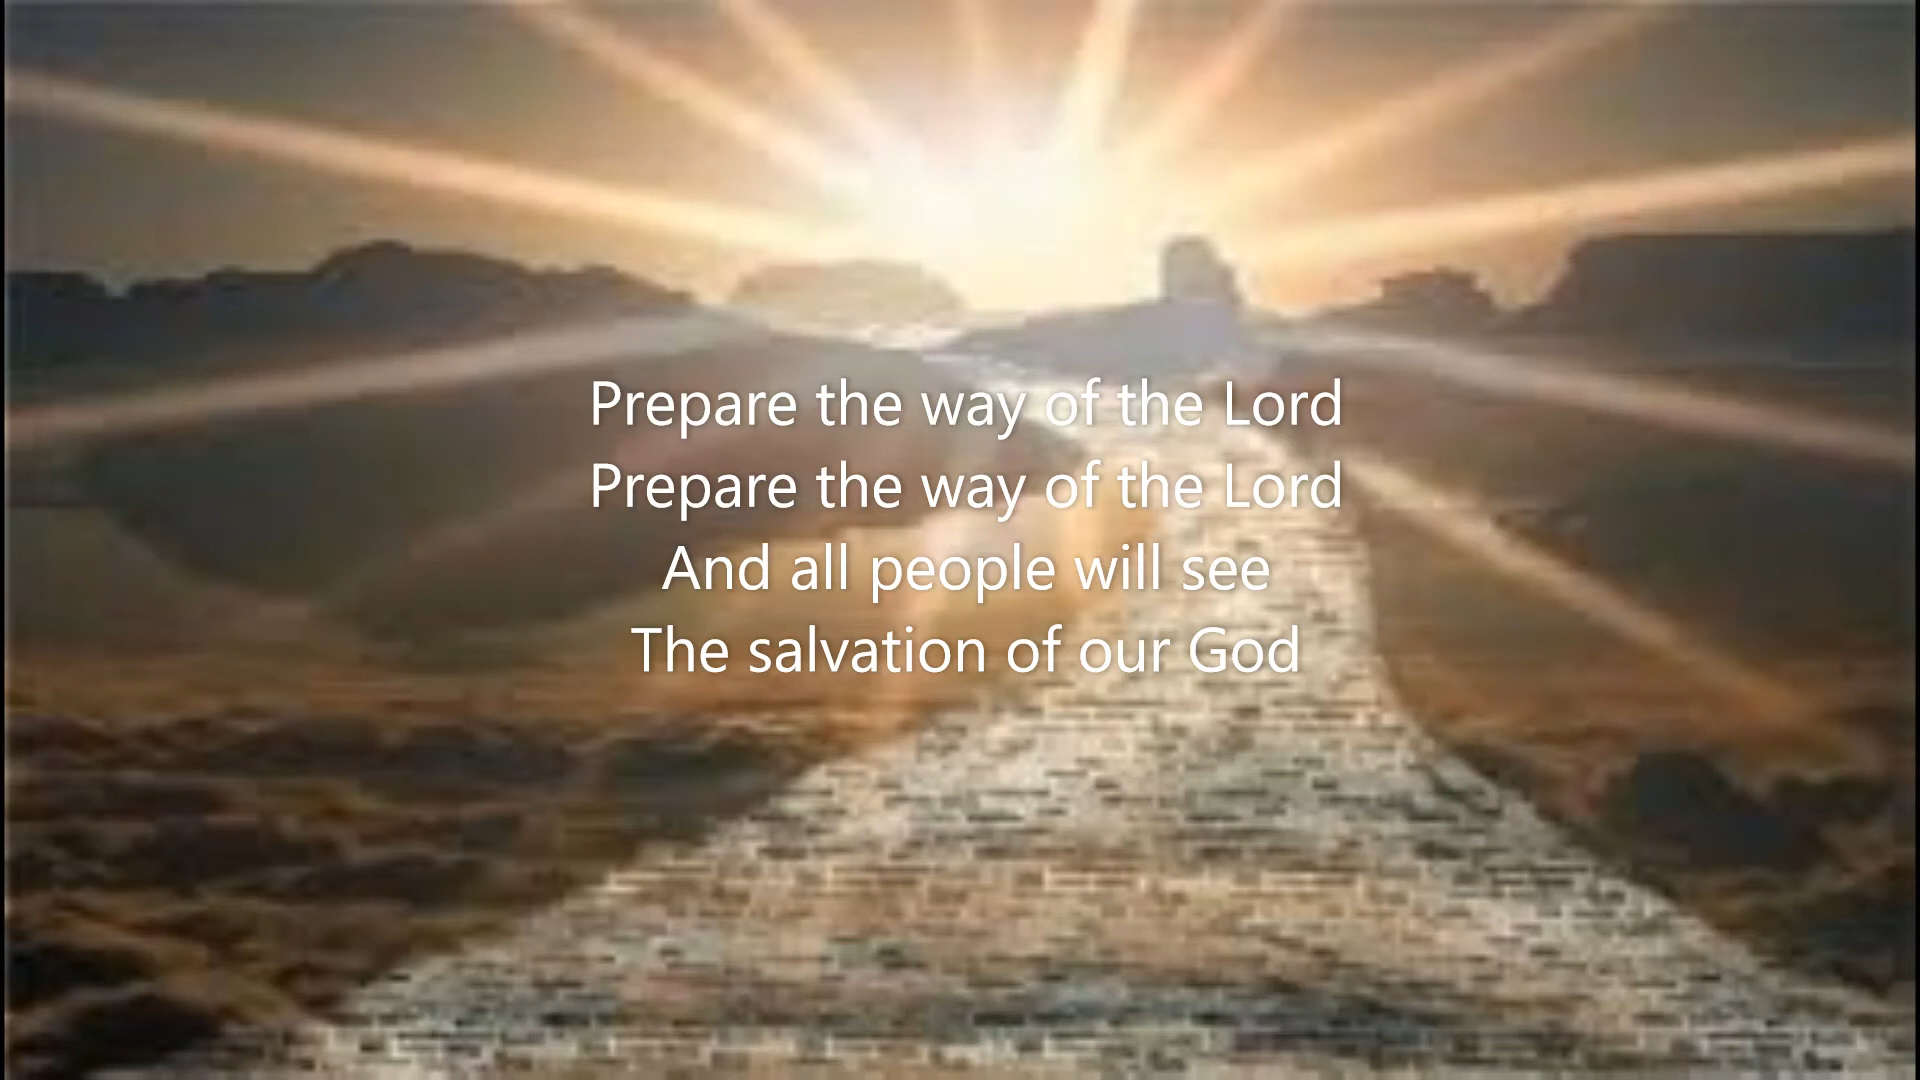 Prepare the way of the Lord
Prepare the way of the Lord
And all people will see
The salvation of our God